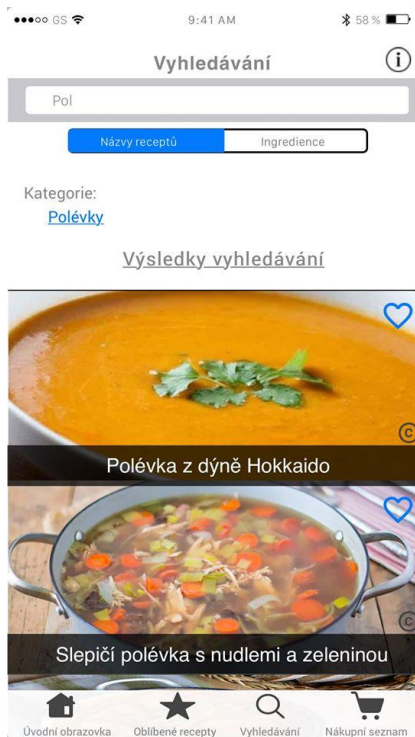 GS 9:41 AM 58 %
Vyhledávání
Pol
Názvy receptů Ingredience
Kategorie:
Polévky
Výsledky vyhledávání
Polévka z dýně Hokkaido
Slepičí polévka s nudlemi a zeleninou
Úvodní obrazovka Oblíbené recepty Vyhledávání Nákupní seznam